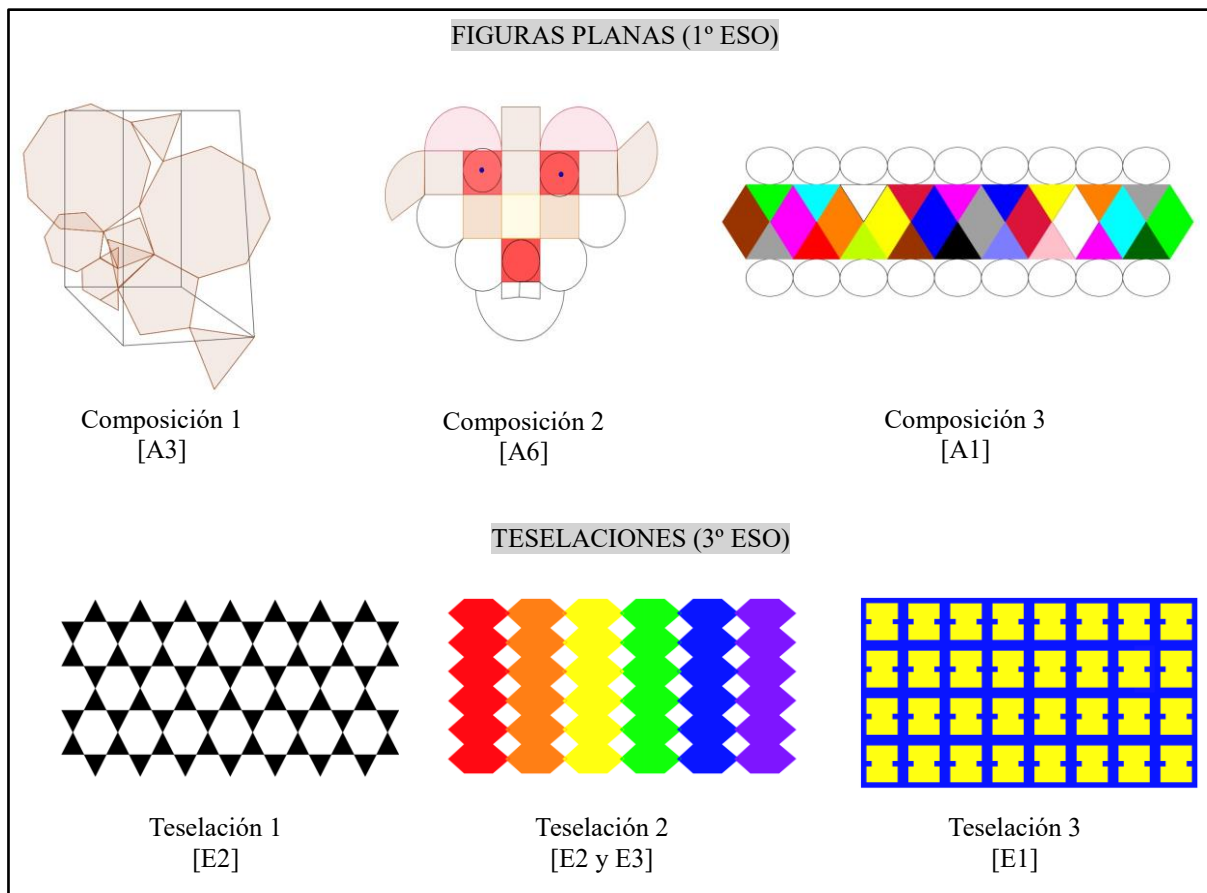 FIGURAS PLANAS (1º ESO)
Composición 1
[A3]
Composición 2
[A6]
Composición 3
[A1]
TESELACIONES (3º ESO)
Teselación 1
[E2]
Teselación 2
[E2 y E3]
Teselación 3
[E1]